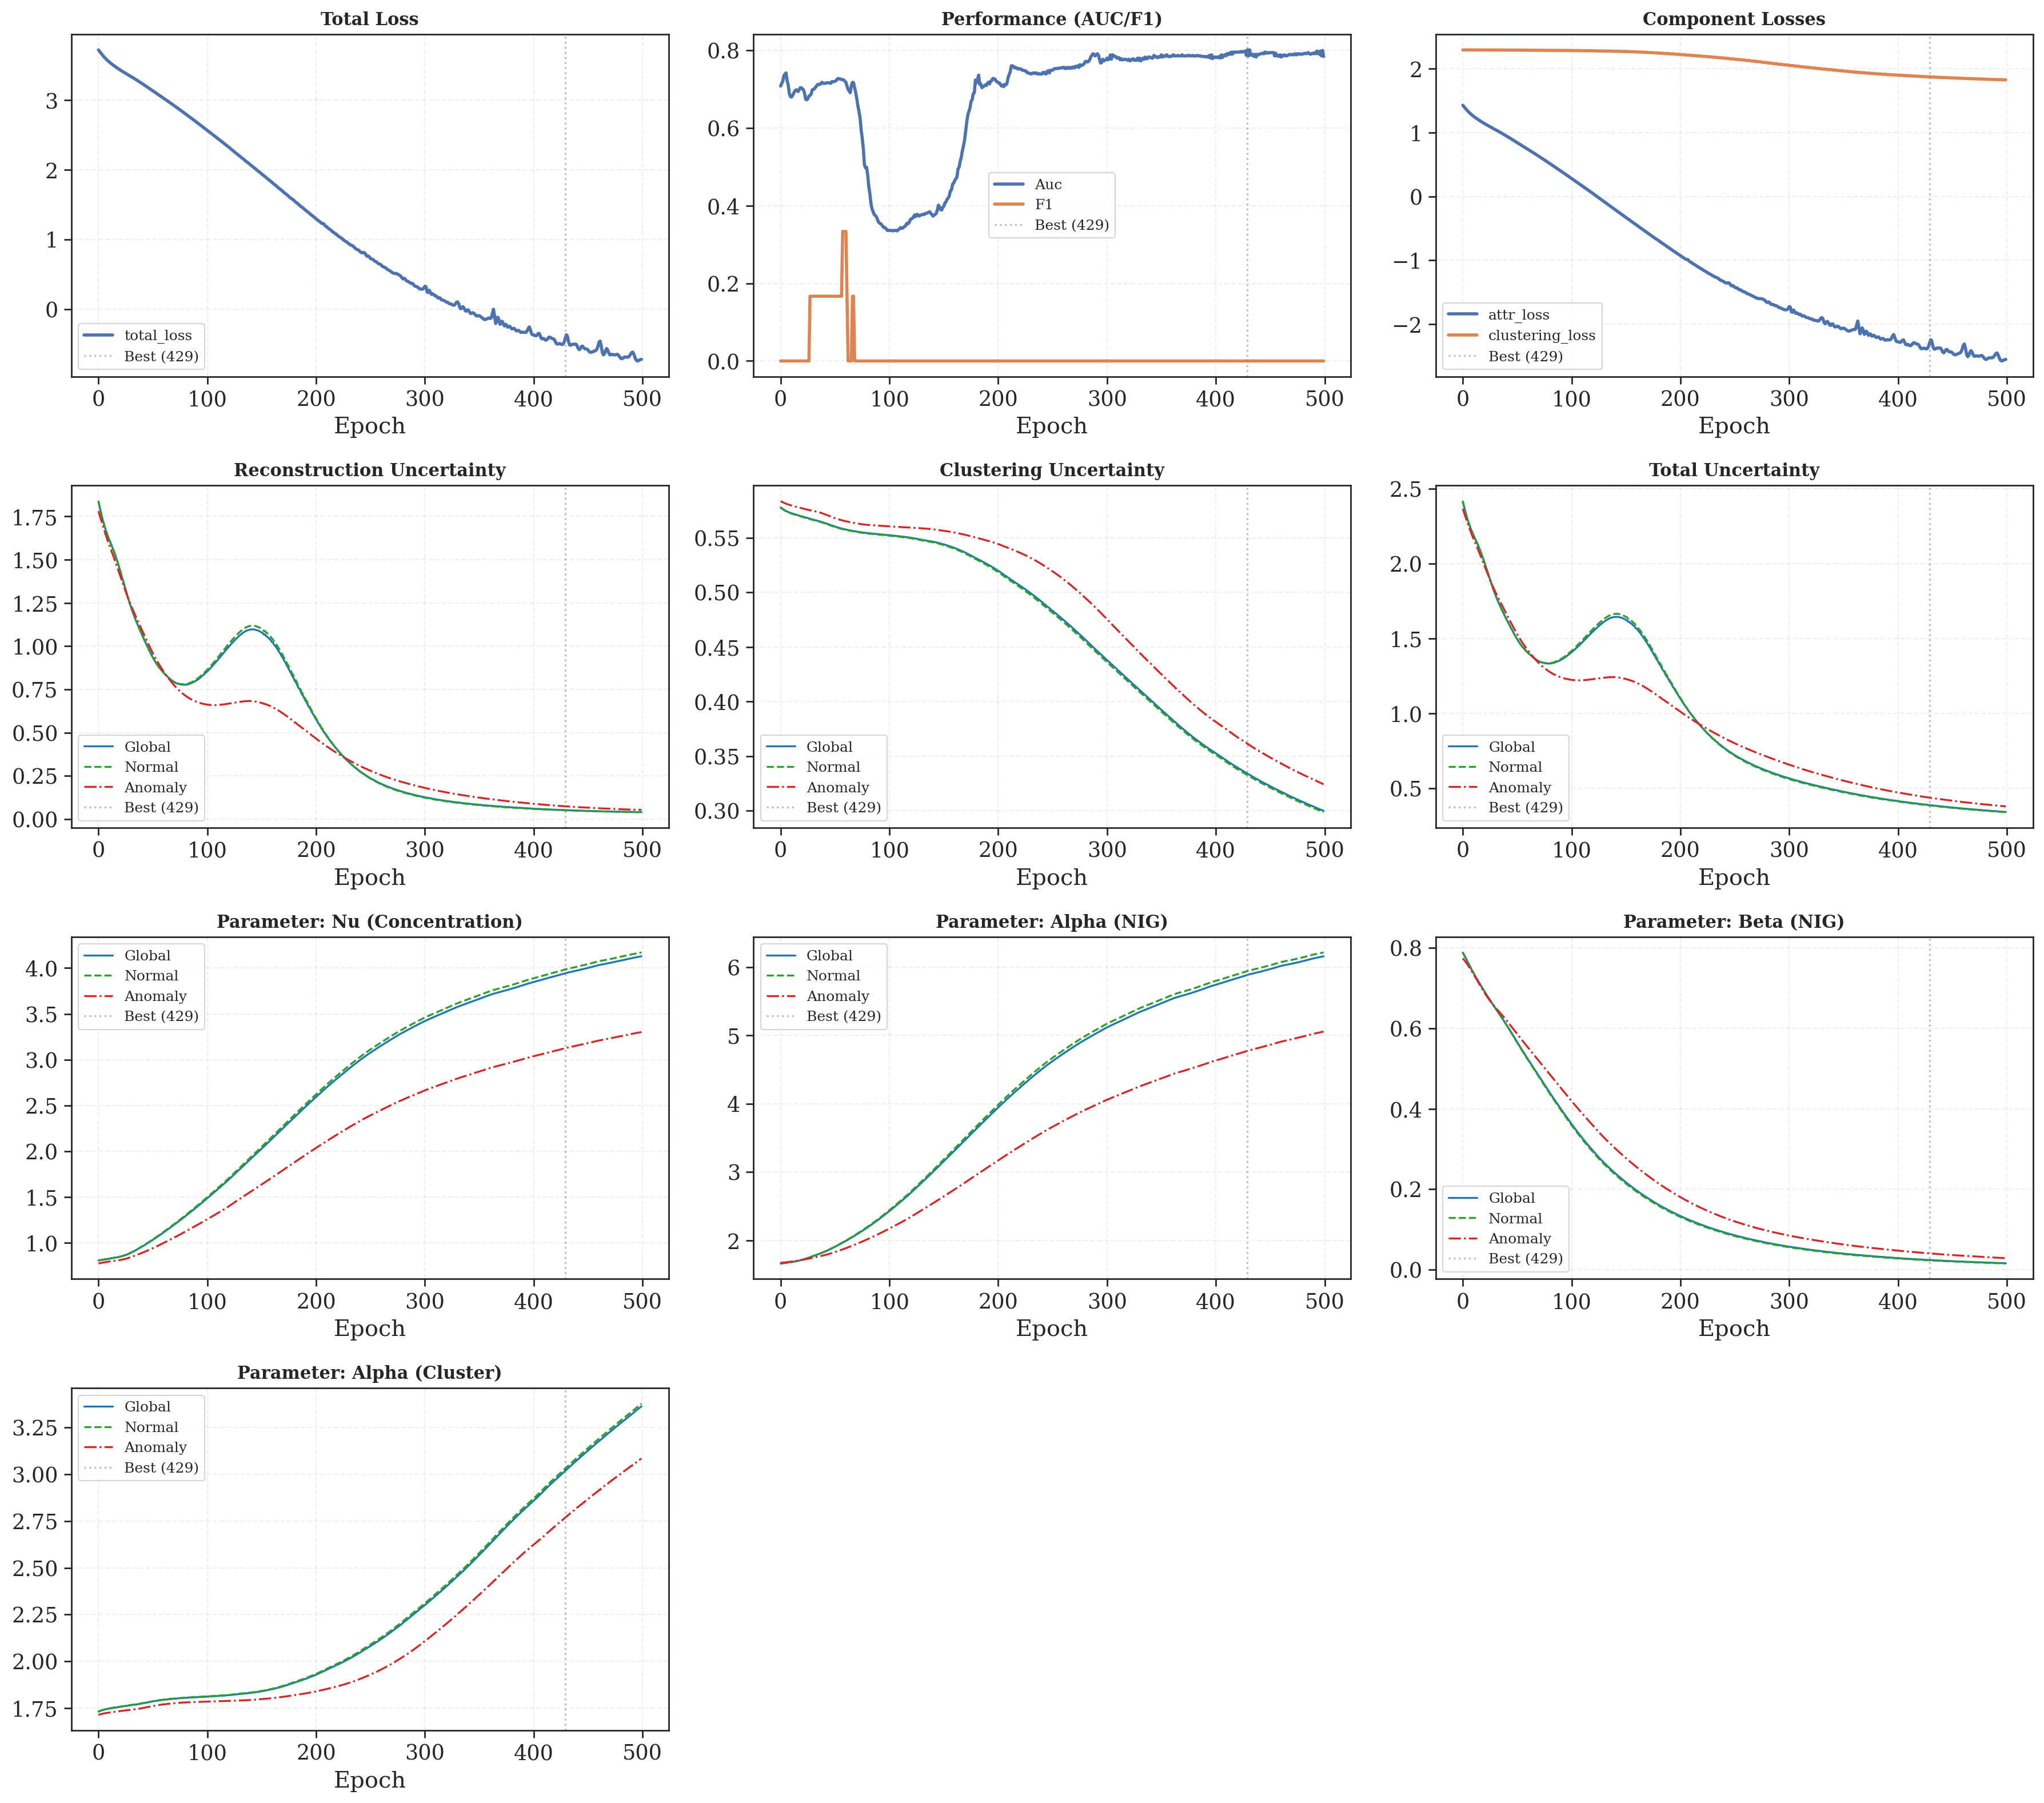 Total Loss
3
2
1
0
total_loss
Best (429)
0 100 200 300 400 500
Epoch
Performance (AUC/F1)
0.8
0.6
0.4
0.2
0.0
Auc
F1
Best (429)
0 100 200 300 400 500
Epoch
Component Losses
2
1
0
−1
−2
attr_loss
clustering_loss
Best (429)
0 100 200 300 400 500
Epoch
Reconstruction Uncertainty
1.75
1.50
1.25
1.00
0.75
0.50
0.25
0.00
Global
Normal
Anomaly
Best (429)
0 100 200 300 400 500
Epoch
Clustering Uncertainty
0.55
0.50
0.45
0.40
0.35
0.30
Global
Normal
Anomaly
Best (429)
0 100 200 300 400 500
Epoch
Total Uncertainty
2.5
2.0
1.5
1.0
0.5
Global
Normal
Anomaly
Best (429)
0 100 200 300 400 500
Epoch
Parameter: Nu (Concentration)
4.0
3.5
3.0
2.5
2.0
1.5
1.0
Global
Normal
Anomaly
Best (429)
0 100 200 300 400 500
Epoch
Parameter: Alpha (NIG)
6
5
4
3
2
Global
Normal
Anomaly
Best (429)
0 100 200 300 400 500
Epoch
Parameter: Beta (NIG)
0.8
0.6
0.4
0.2
0.0
Global
Normal
Anomaly
Best (429)
0 100 200 300 400 500
Epoch
Parameter: Alpha (Cluster)
3.25
3.00
2.75
2.50
2.25
2.00
1.75
Global
Normal
Anomaly
Best (429)
0 100 200 300 400 500
Epoch